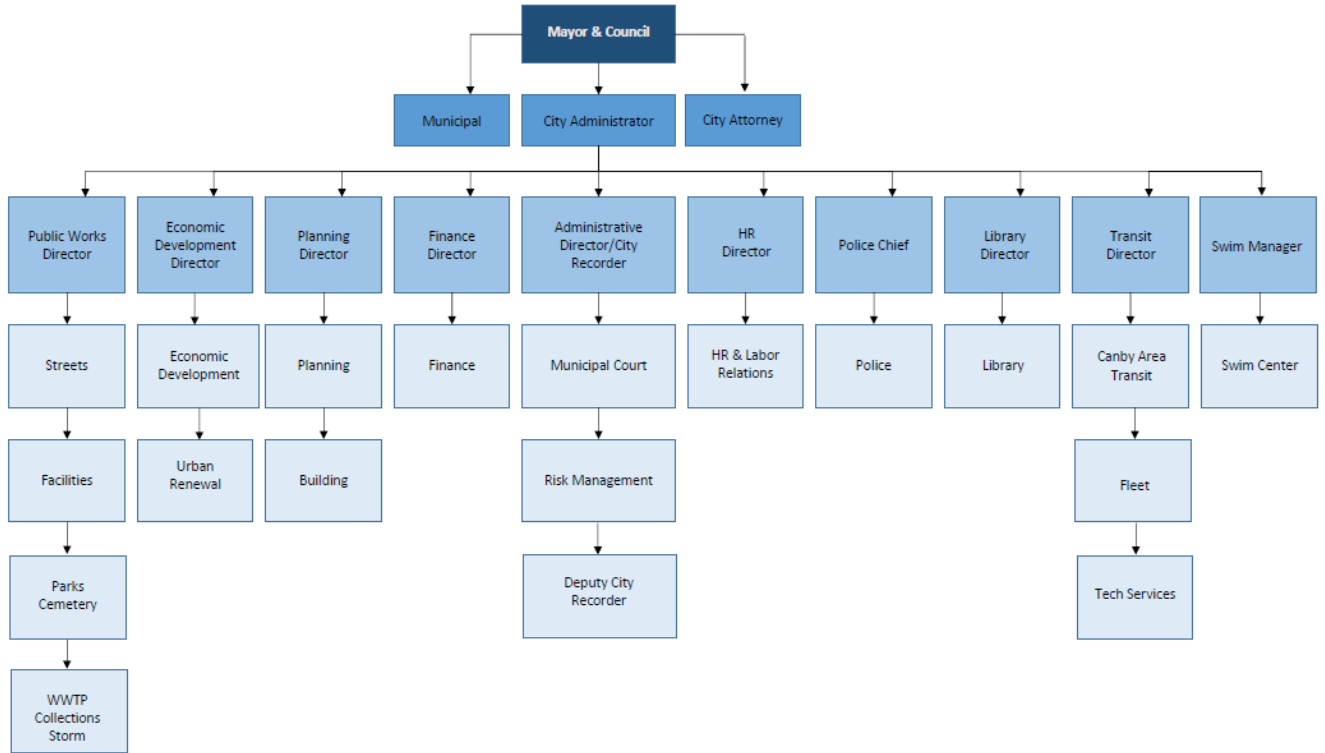 Mayor & Council
Municipal
City Administrator
City Attorney
Public Works
Director
Economic
Development
Director
Planning
Director
Finance
Director
Administrative
Director/City
Recorder
HR
Director
Police Chief
Library
Director
Transit
Director
Swim Manager
Streets
Economic
Development
Planning
Finance
Municipal Court
HR & Labor
Relations
Police
Library
Canby Area
Transit
Swim Center
Facilities
Urban
Renewal
Building
Risk Management
Fleet
Parks
Cemetery
Deputy City
Recorder
Tech Services
WWTP
Collections
Storm